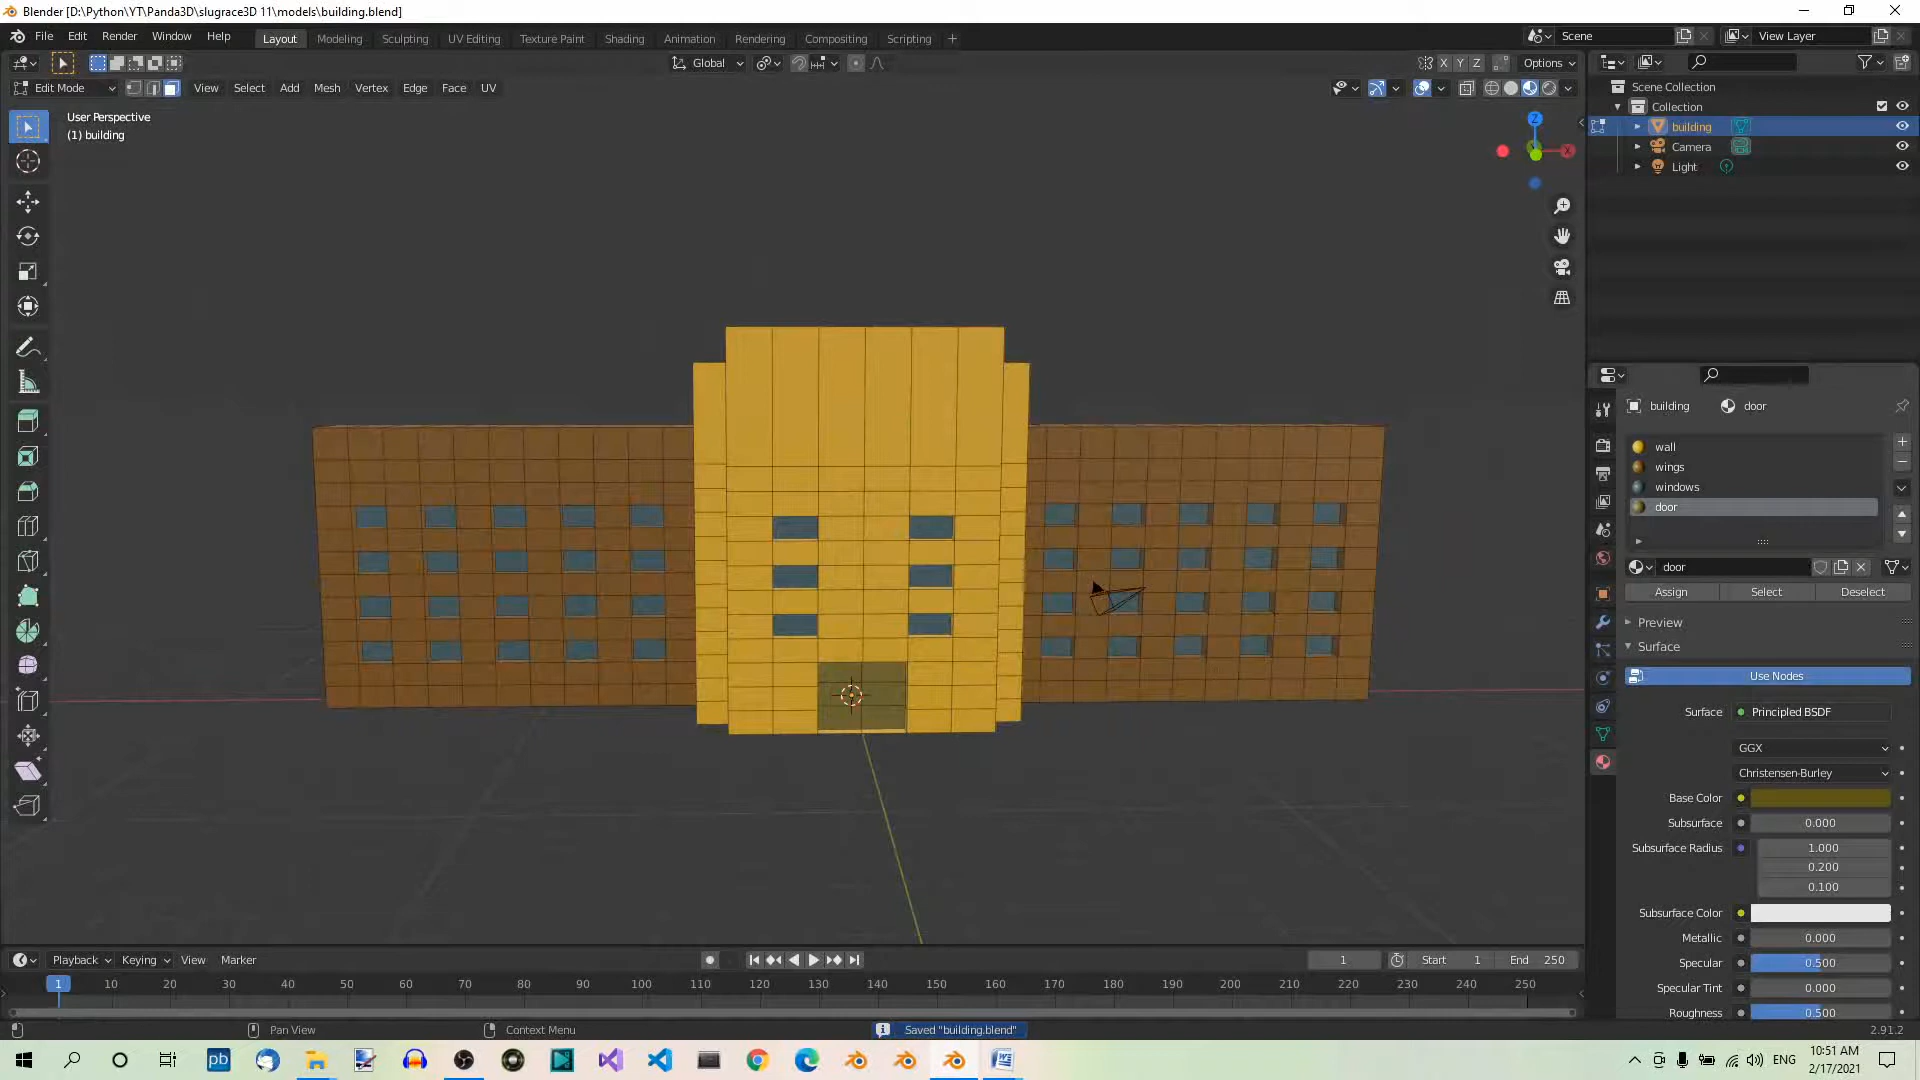 Blender [D:\Python\YT\Panda3D\slugrace3D 11\models\building.blend]
File Edit Render Window Help
Layout Modeling Sculpting UV Editing Texture Paint Shading Animation Rendering Compositing Scripting
Scene View Layer
Global X Y Z Options
Edit Mode View Select Add Mesh Vertex Edge Face UV
Scene Collection
Collection
building
Camera
Light
User Perspective
(1) building
Z
X
building door
wall
wings
windows
door
door
Assign Select Deselect
Preview
Surface
Use Nodes
Surface Principled BSDF
GGX
Christensen-Burley
Base Color
Subsurface 0.000
Subsurface Radius 1.000
0.200
0.100
Subsurface Color
Metallic 0.000
Specular 0.500
Specular Tint 0.000
Roughness 0.500
Playback Keying View Marker 1 Start 1 End 250
1 10 20 30 40 50 60 70 80 90 100 110 120 130 140 150 160 170 180 190 200 210 220 230 240 250
Pan View Context Menu Saved "building.blend" 2.91.2
pb ENG 10:51 AM
2/17/2021